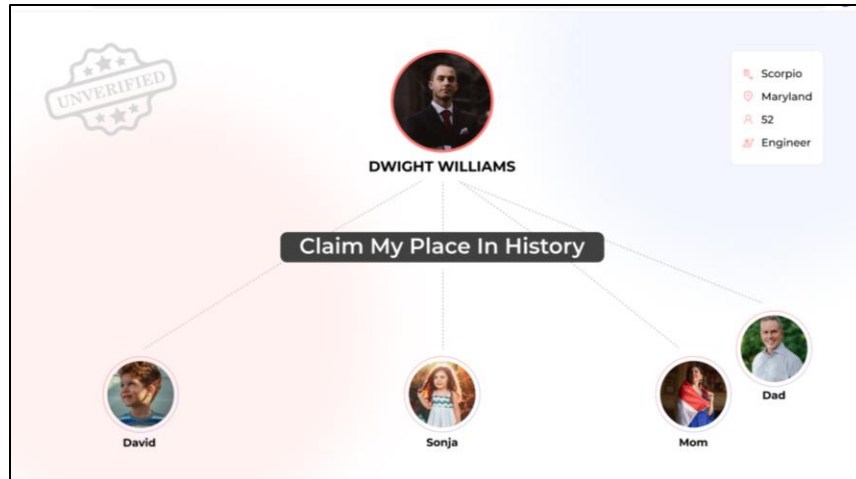 UNVERIFIED
Scorpio
Maryland
52
Engineer
DWIGHT WILLIAMS
Claim My Place In History
Dad
David
Sonja
Mom